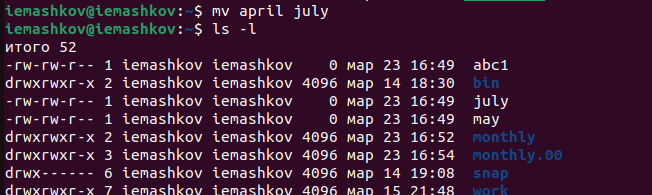 iemashkov@iemashkov:~$ mv april july
iemashkov@iemashkov:~$ ls -l
итого 52
-rw-rw-r-- 1 iemashkov iemashkov    0 мар 23 16:49  abc1
drwxrwxr-x 2 iemashkov iemashkov 4096 мар 14 18:30  bin
-rw-rw-r-- 1 iemashkov iemashkov    0 мар 23 16:49  july
-rw-rw-r-- 1 iemashkov iemashkov    0 мар 23 16:49  may
drwxrwxr-x 2 iemashkov iemashkov 4096 мар 23 16:52  monthly
drwxrwxr-x 3 iemashkov iemashkov 4096 мар 23 16:54  monthly.00
drwx------ 6 iemashkov iemashkov 4096 мар 14 19:08  snap
drwxrwxr-x 7 iemashkov iemashkov 4096 мар 15 21:48  work